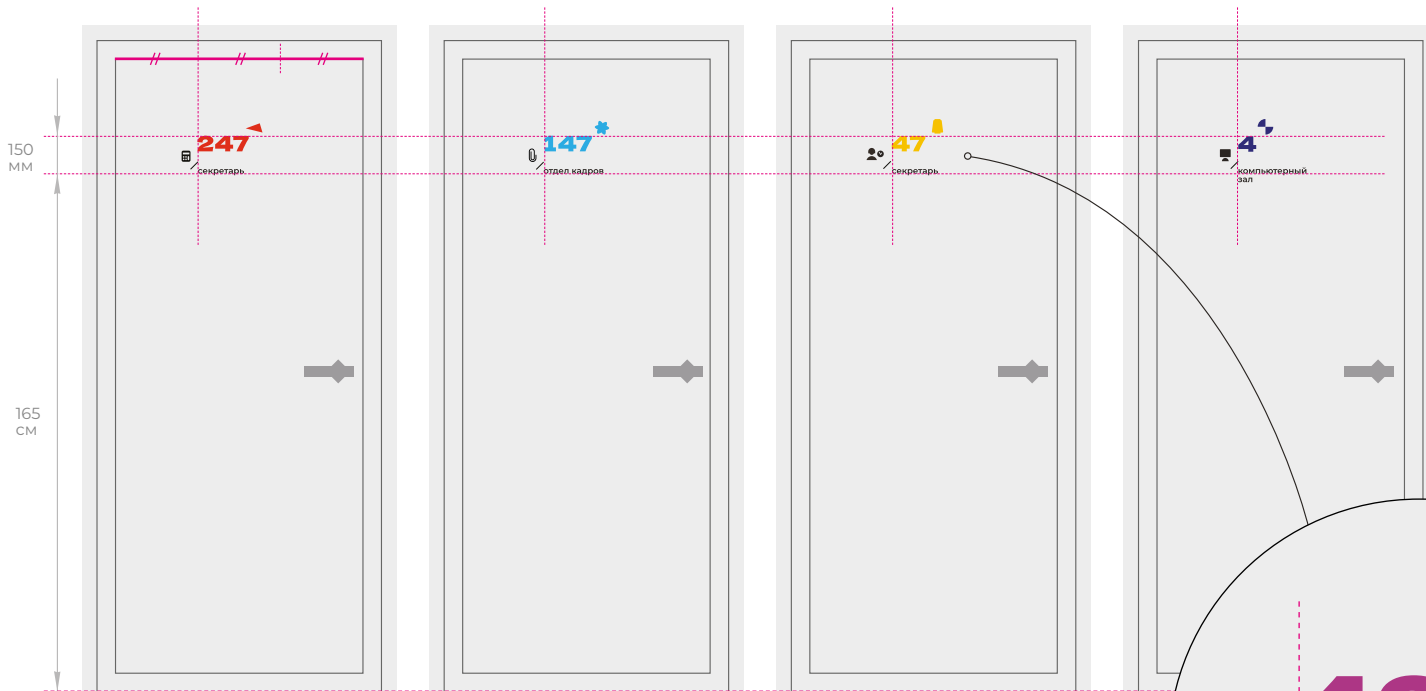 150
мм
165
см
247
секретарь
147
отдел кадров
47
секретарь
4
компьютерный
зал